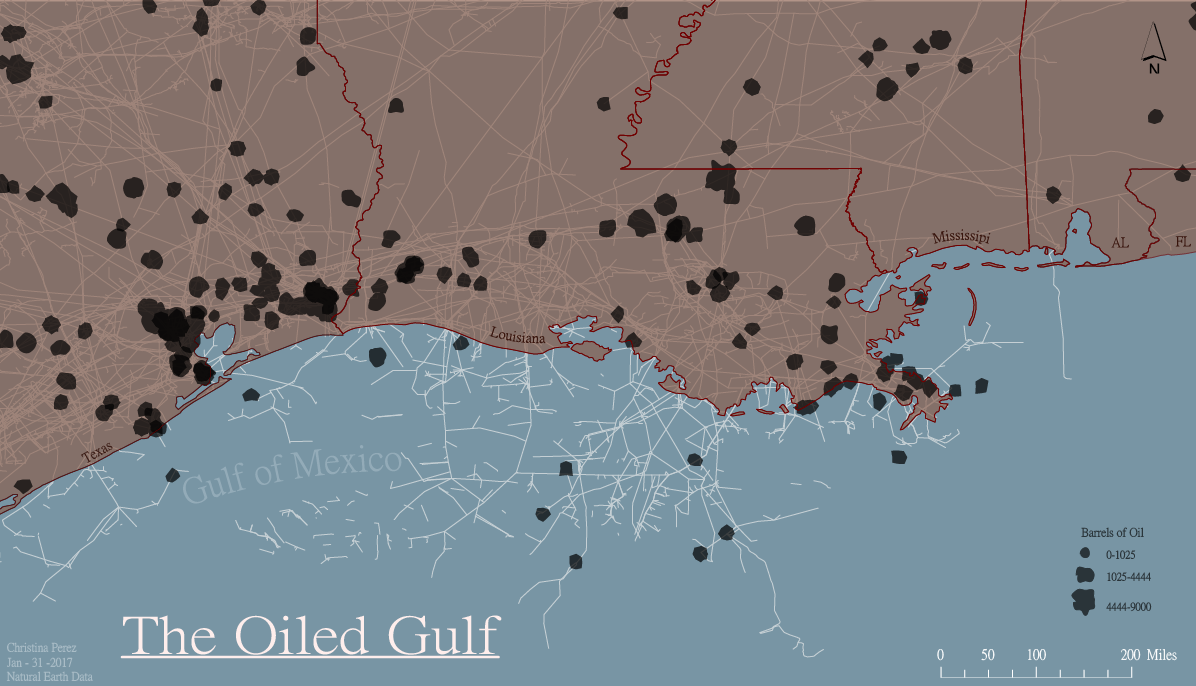 N
Mississipi
AL
FL
Louisiana
Texas
Gulf of Mexico
Barrels of Oil
0-1025
1025-4444
4444-9000
The Oiled Gulf
Christina Perez
Jan - 31 -2017
Natural Earth Data
0 50 100 200 Miles